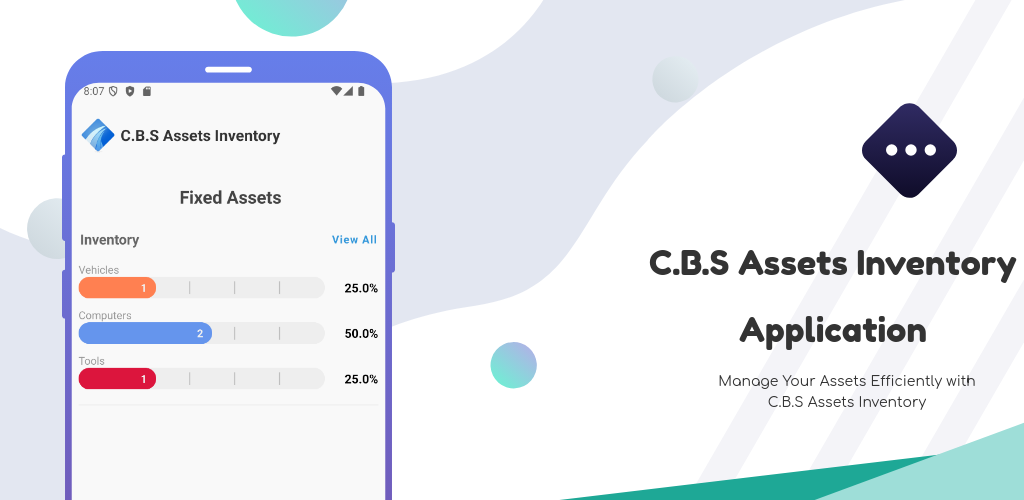 8:07
C.B.S Assets Inventory
Fixed Assets
Inventory
View All
Vehicles
1
25.0%
Computers
2
50.0%
Tools
1
25.0%
C.B.S Assets Inventory
Application
Manage Your Assets Efficiently with
C.B.S Assets Inventory